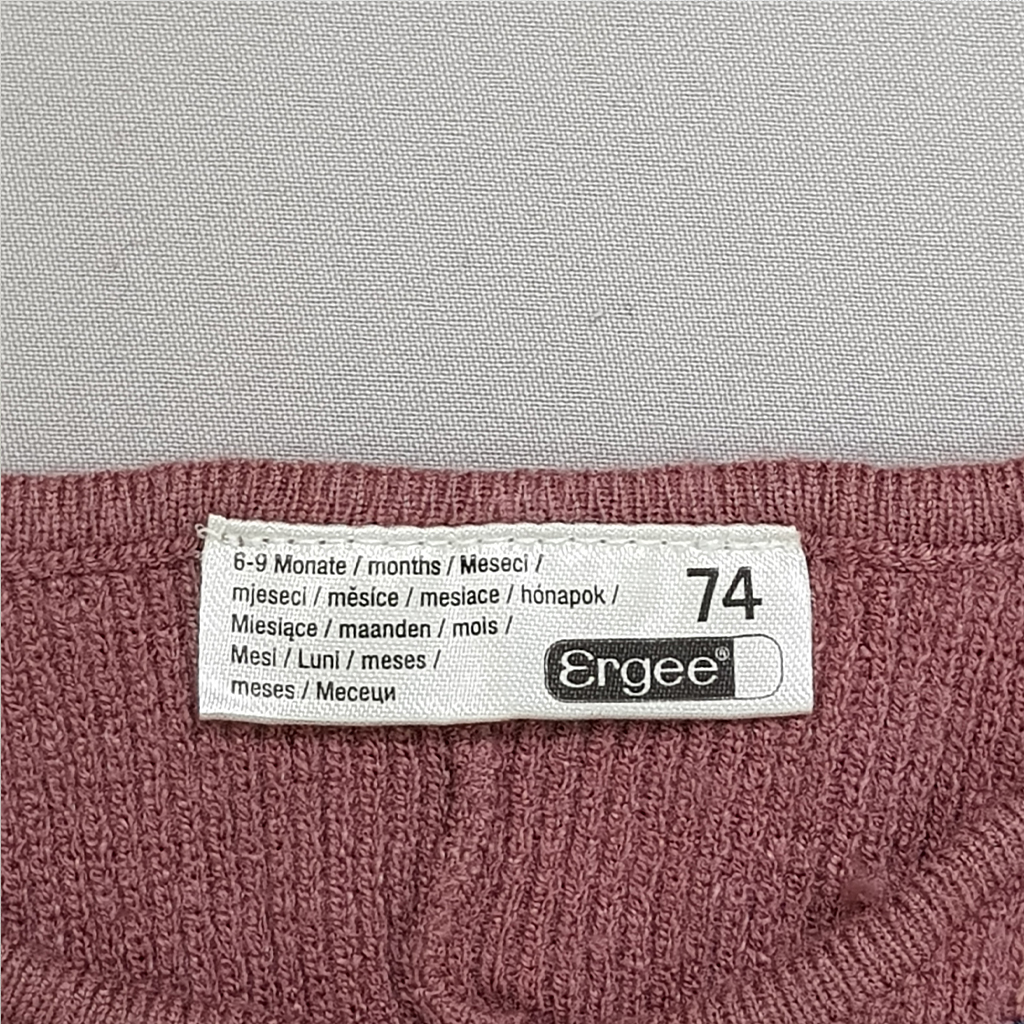 6-9 Monate / months / Meseci /
mjeseci / měsíce / mesiace / hónapok /
Miesiące / maanden / mois /
Mesi / Luni / meses /
meses / Месеци
74
Ergee®